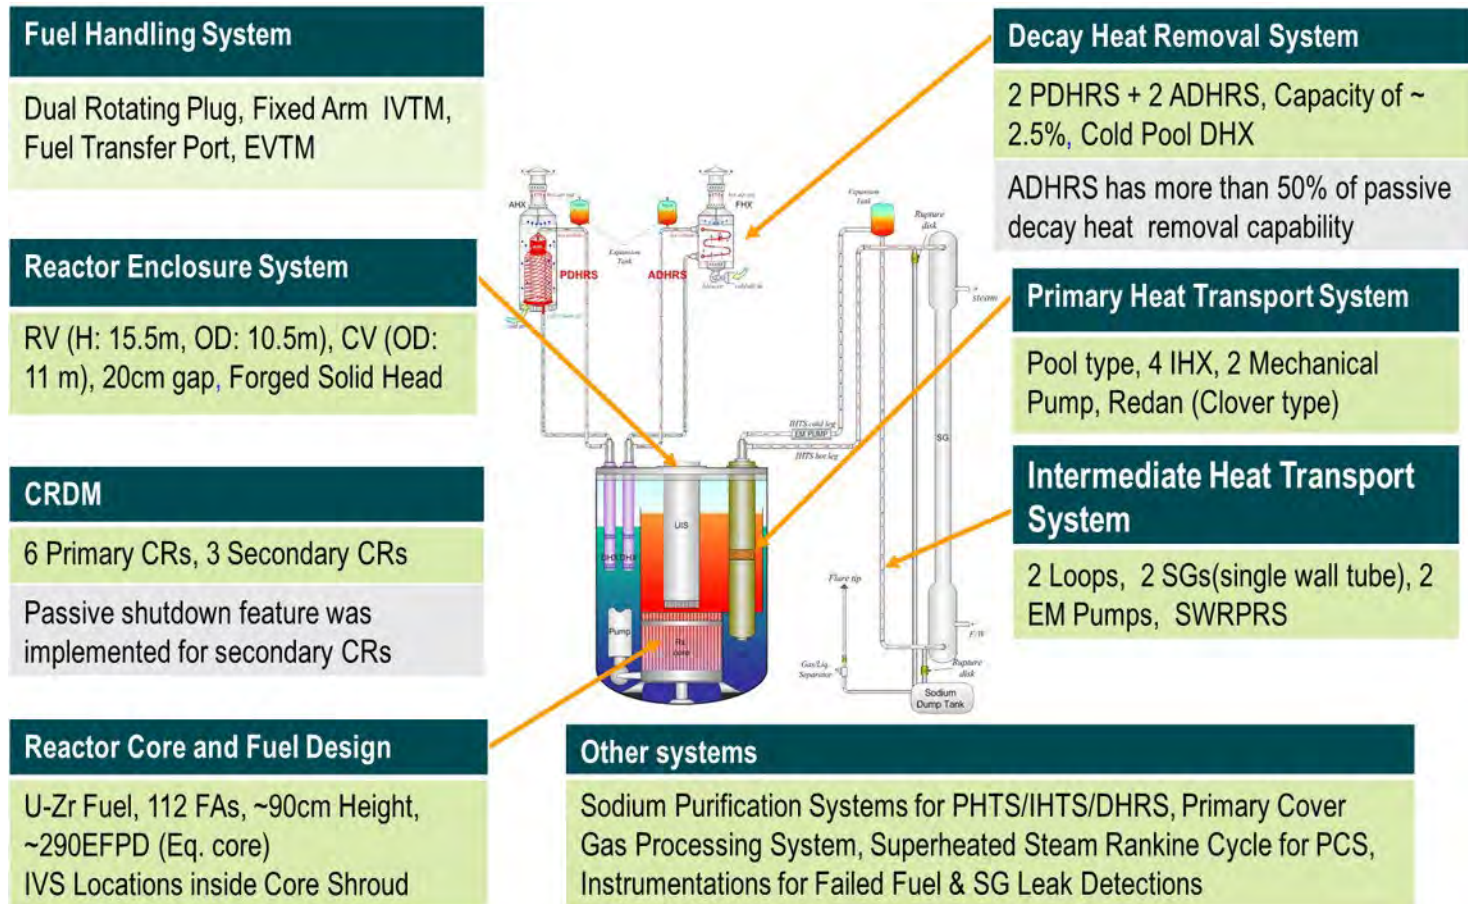 Fuel Handling System
Dual Rotating Plug, Fixed Arm IVTM,
Fuel Transfer Port, EVTM
Reactor Enclosure System
RV (H: 15.5m, OD: 10.5m), CV (OD:
11 m), 20cm gap, Forged Solid Head
CRDM
6 Primary CRs, 3 Secondary CRs
Passive shutdown feature was
implemented for secondary CRs
Reactor Core and Fuel Design
U-Zr Fuel, 112 FAs, ~90cm Height,
~290EFPD (Eq. core)
IVS Locations inside Core Shroud
AHX
FHX
Expansion
Tank
PDHRS
ADHRS
Expansion
Tank
Rupture
disk
steam
SG
IHTS cold leg
EM PUMP
IHTS hot leg
UIS
DHX
DHX
Pump
Rx
core
Flare tip
Gas/Liq.
Separator
F/W
Rupture
disk
Sodium
Dump Tank
Decay Heat Removal System
2 PDHRS + 2 ADHRS, Capacity of ~
2.5%, Cold Pool DHX
ADHRS has more than 50% of passive
decay heat removal capability
Primary Heat Transport System
Pool type, 4 IHX, 2 Mechanical
Pump, Redan (Clover type)
Intermediate Heat Transport
System
2 Loops, 2 SGs(single wall tube), 2
EM Pumps, SWRPRS
Other systems
Sodium Purification Systems for PHTS/IHTS/DHRS, Primary Cover
Gas Processing System, Superheated Steam Rankine Cycle for PCS,
Instrumentations for Failed Fuel & SG Leak Detections